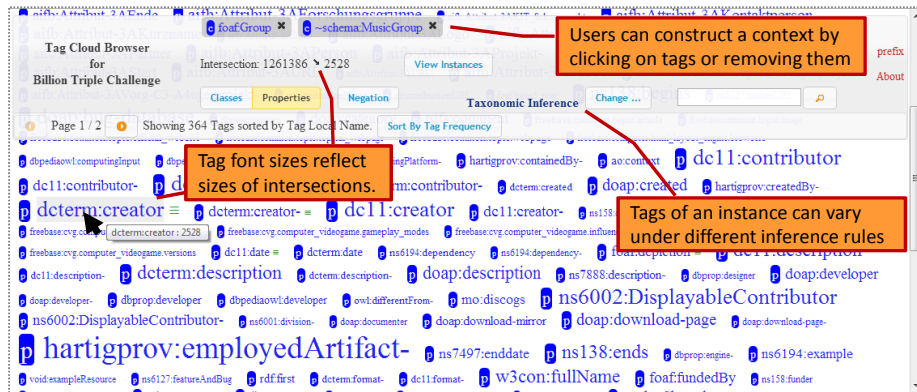 c foaf:Group ✖ c ~schema:MusicGroup ✖
Users can construct a context by
clicking on tags or removing them
Tag Cloud Browser
for
Billion Triple Challenge
Intersection: 1261386 ➘ 2528
View Instances
prefix
About
Classes Properties Negation Taxonomic Inference Change ...
Page 1 / 2 Showing 364 Tags sorted by Tag Local Name. Sort By Tag Frequency
Tag font sizes reflect
sizes of intersections.
p dbpediaowl:computingInput p hartigprov:containedBy- p ao:context p dc11:contributor
p dc11:contributor- p dcterm:created p doap:created p hartigprov:createdBy-
p dcterm:creator ≡ p dcterm:creator- ≡ p dc11:creator p dc11:creator-
dcterm:creator : 2528
Tags of an instance can vary
under different inference rules
p freebase:cvg.computer_videogame.versions p dc11:date ≡ p dcterm:date p ns6194:dependency p ns6194:dependency-
p dc11:description- p dcterm:description p dcterm:description- p doap:description p ns7888:description- p dbprop:designer p doap:developer
p doap:developer- p dbprop:developer p dbpediaowl:developer p owl:differentFrom- p mo:discogs p ns6002:DisplayableContributor
p ns6002:DisplayableContributor- p ns6001:division- p doap:documenter p doap:download-mirror p doap:download-page p doap:download-page-
p hartigprov:employedArtifact- p ns7497:enddate p ns138:ends p dbprop:engine- p ns6194:example
p void:exampleResource p ns6127:featureAndBug p rdf:first p dcterm:format- p dc11:format- p w3con:fullName p foaf:fundedBy p ns158:funder